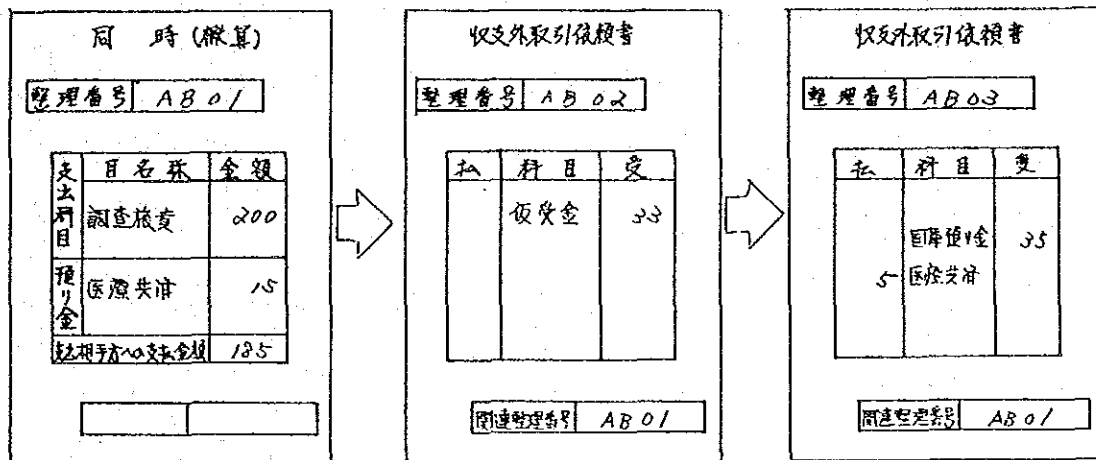 同時(概算)
整理番号 AB01
支出科目 目名称 金額
調査旅費 200
預り金 医療共済 15
支払相手方への支払金額 185
収支外取引依頼書
整理番号 AB02
払 科目 受
仮受金 33
関連整理番号 AB01
収支外取引依頼書
整理番号 AB03
払 科目 受
国庫預り金 35
5 医療共済
関連整理番号 AB01